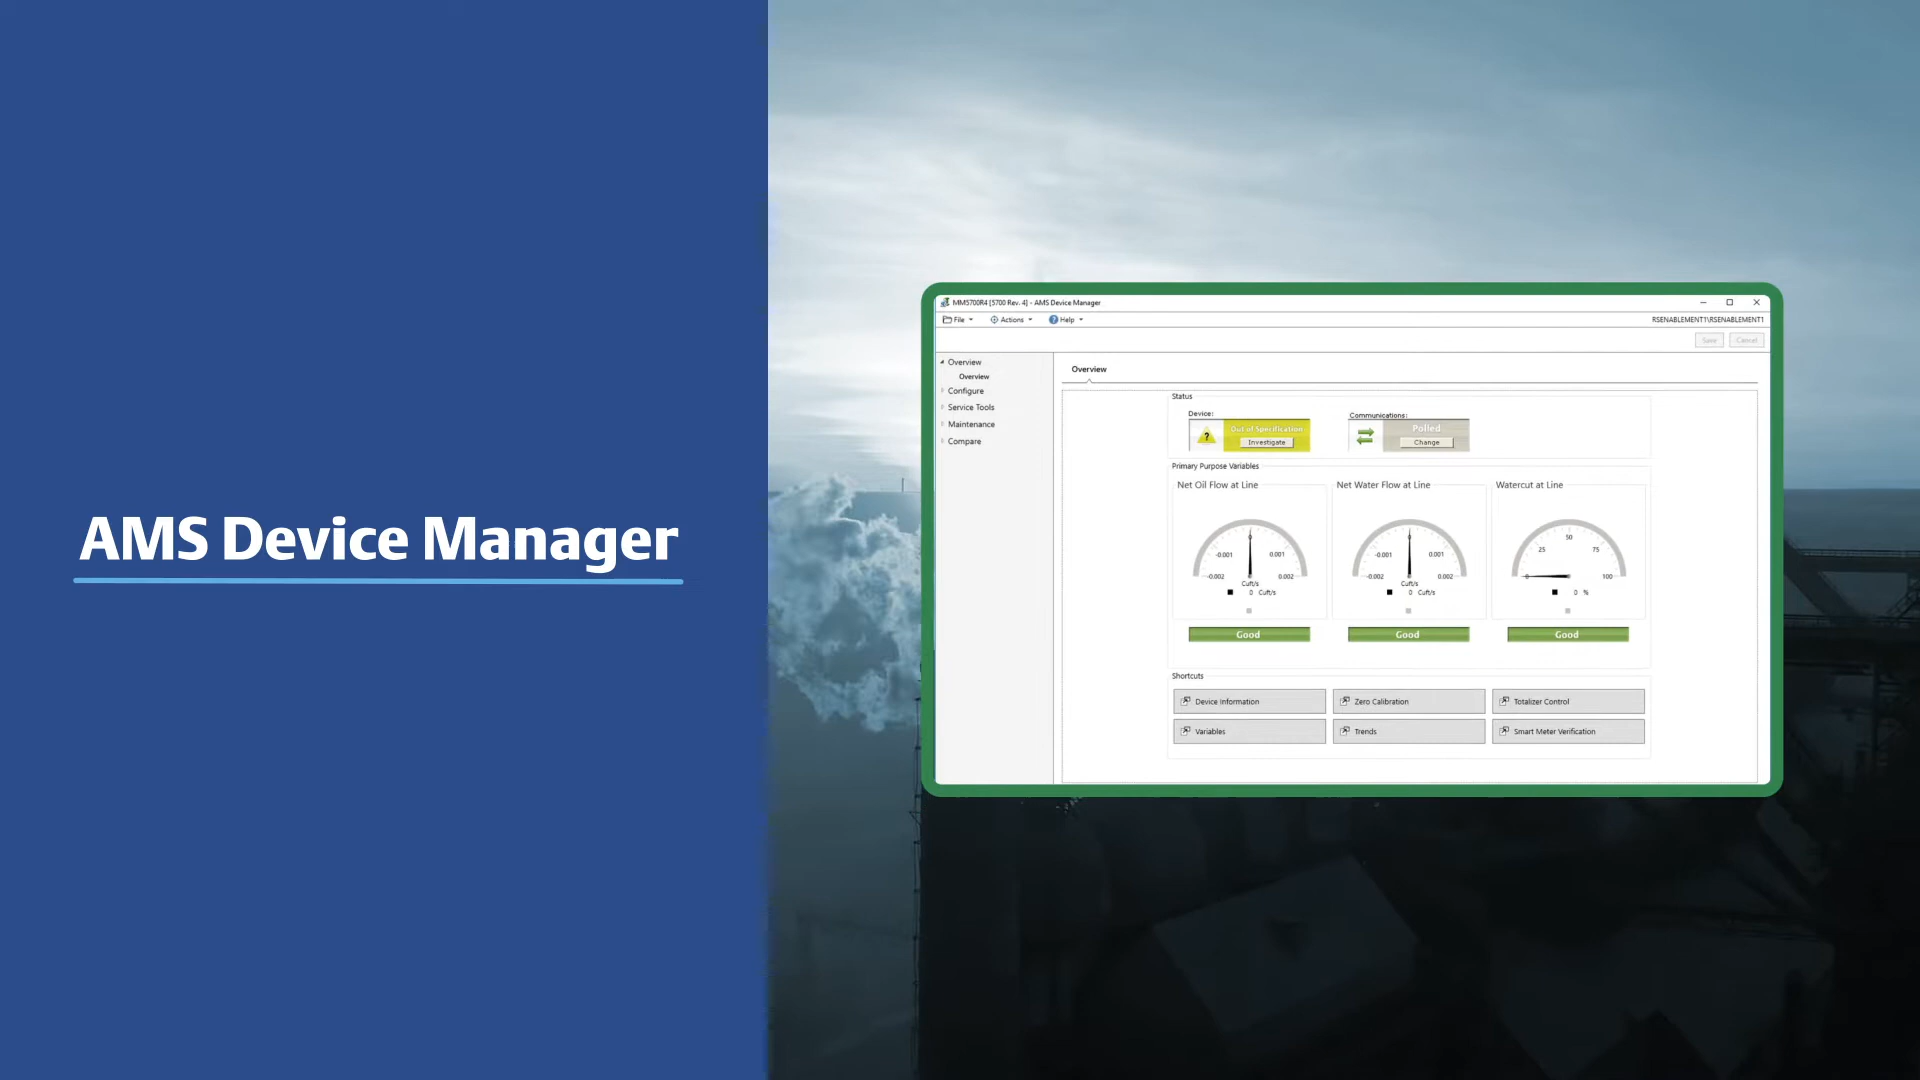 AMS Device Manager
MM5700R4 [5700 Rev. 4] - AMS Device Manager
File Actions Help RSENABLEMENT1\RSENABLEMENT1
Save Cancel
Overview
Overview
Configure
Service Tools
Maintenance
Compare
Overview
Status
Device: Communications:
Out of Specification Polled
Investigate Change
Primary Purpose Variables
Net Oil Flow at Line Net Water Flow at Line Watercut at Line
0 0 50
-0.001 0.001 -0.001 0.001 25 75
-0.002 0.002 -0.002 0.002 0 100
Cuft/s Cuft/s
0 Cuft/s 0 Cuft/s 0 %
Good Good Good
Shortcuts
Device Information Zero Calibration Totalizer Control
Variables Trends Smart Meter Verification